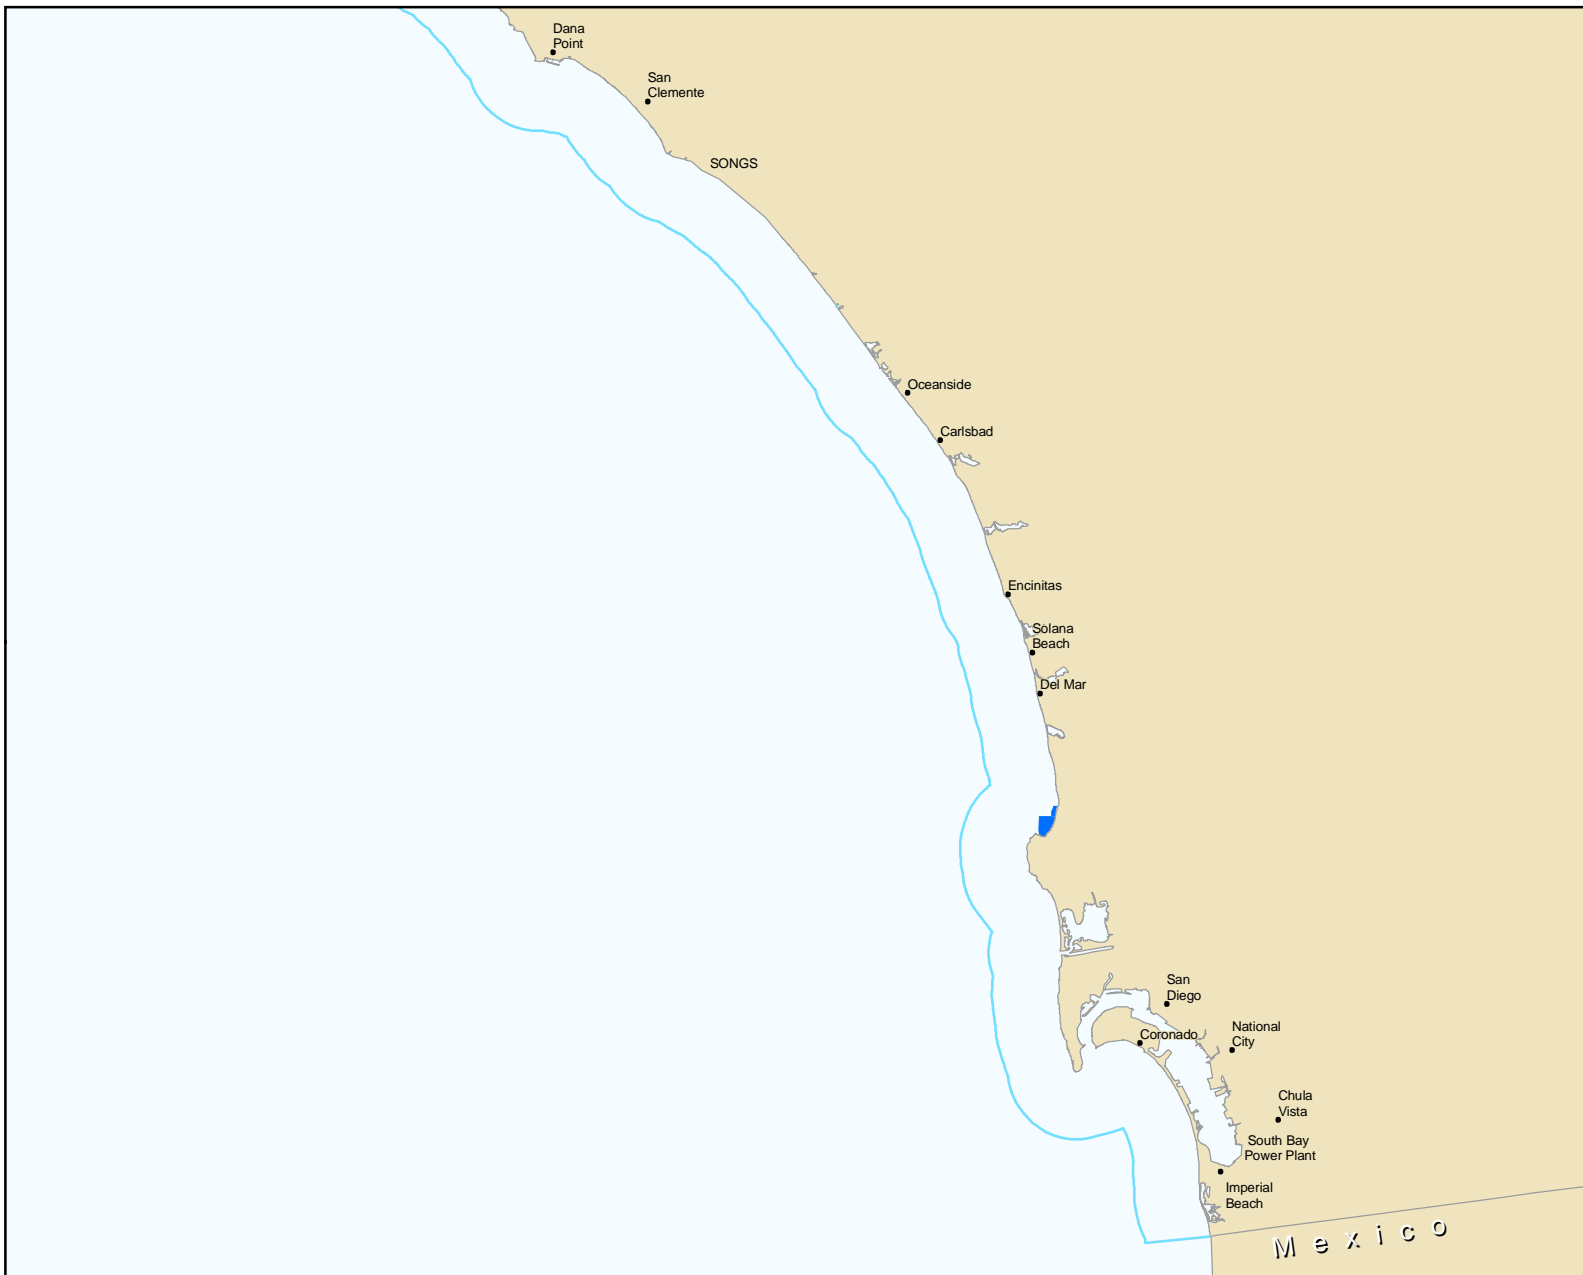 Dana
Point
San
Clemente
SONGS
Oceanside
Carlsbad
Encinitas
Solana
Beach
Del Mar
San
Diego
National
City
Coronado
Chula
Vista
South Bay
Power Plant
Imperial
Beach
Mexico